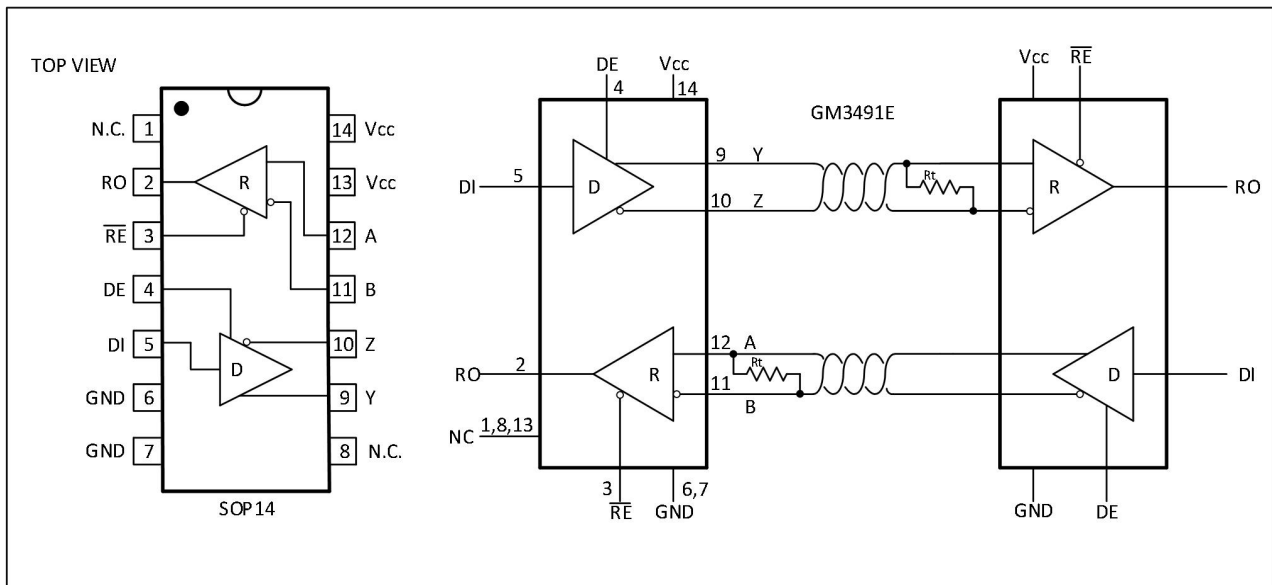 TOP VIEW
N.C. 1
14 Vcc
RO 2
R
13 Vcc
RE 3
12 A
DE 4
11 B
DI 5
D
10 Z
GND 6
9 Y
GND 7
8 N.C.
SOP14
DE
4
Vcc
14
GM3491E
Vcc
RE
DI 5
D
9 Y
10 Z
Rt
R
RO
RO 2
R
12 A
Rt
11
B
D
DI
NC 1,8,13
3
RE
6,7
GND
GND
DE